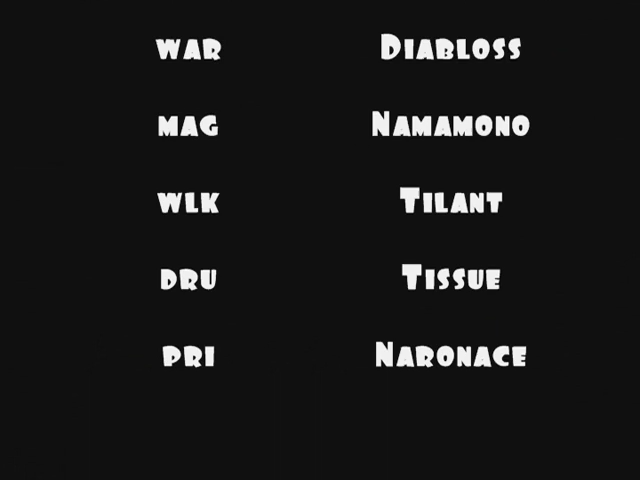 WAR DIABLOSS
MAG NAMAMONO
WLK TILANT
DRU TISSUE
PRI NARONACE